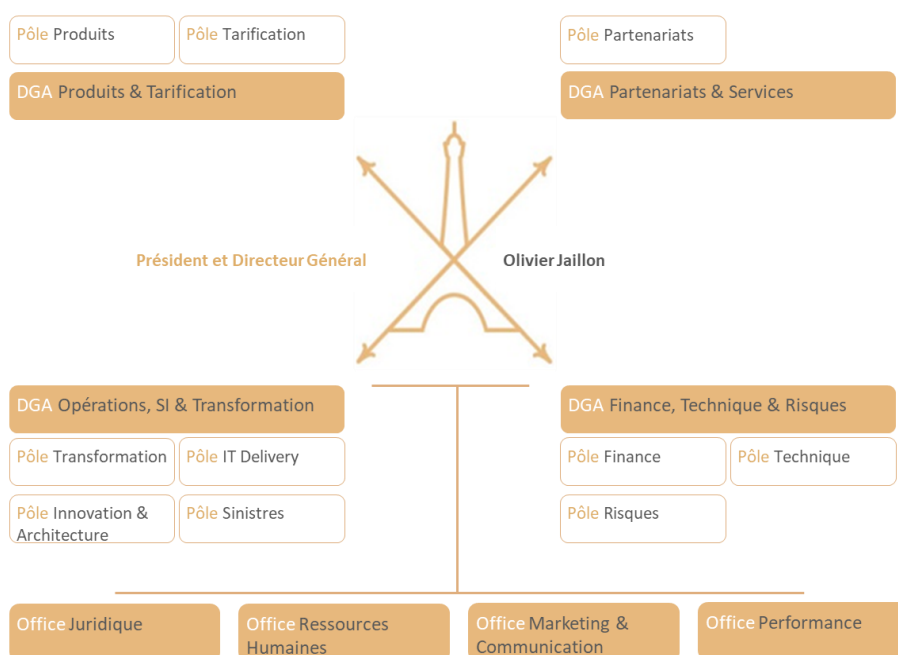 Pôle Produits
Pôle Tarification
Pôle Partenariats
DGA Produits & Tarification
DGA Partenariats & Services
Président et Directeur Général
Olivier Jaillon
DGA Opérations, SI & Transformation
DGA Finance, Technique & Risques
Pôle Transformation
Pôle IT Delivery
Pôle Finance
Pôle Technique
Pôle Innovation &
Architecture
Pôle Sinistres
Pôle Risques
Office Juridique
Office Ressources
Humaines
Office Marketing &
Communication
Office Performance